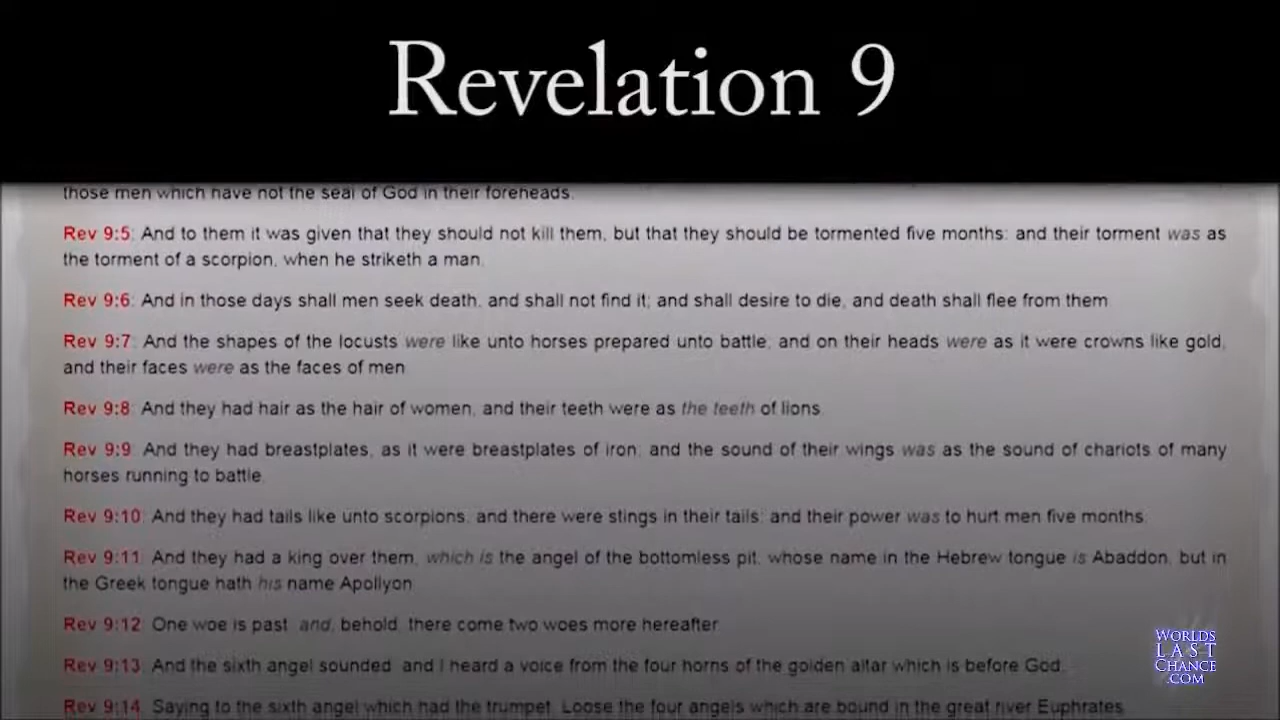 Revelation 9
those men which have not the seal of God in their foreheads.
Rev 9:5: And to them it was given that they should not kill them, but that they should be tormented five months: and their torment was as
the torment of a scorpion, when he striketh a man.
Rev 9:6: And in those days shall men seek death, and shall not find it; and shall desire to die, and death shall flee from them.
Rev 9:7: And the shapes of the locusts were like unto horses prepared unto battle; and on their heads were as it were crowns like gold,
and their faces were as the faces of men.
Rev 9:8: And they had hair as the hair of women, and their teeth were as the teeth of lions.
Rev 9:9: And they had breastplates, as it were breastplates of iron; and the sound of their wings was as the sound of chariots of many
horses running to battle.
Rev 9:10: And they had tails like unto scorpions, and there were stings in their tails: and their power was to hurt men five months.
Rev 9:11: And they had a king over them, which is the angel of the bottomless pit, whose name in the Hebrew tongue is Abaddon, but in
the Greek tongue hath his name Apollyon.
Rev 9:12: One woe is past; and, behold, there come two woes more hereafter.
Rev 9:13: And the sixth angel sounded, and I heard a voice from the four horns of the golden altar which is before God,
Rev 9:14: Saying to the sixth angel which had the trumpet, Loose the four angels which are bound in the great river Euphrates.
WORLDS
LAST
CHANCE
.COM